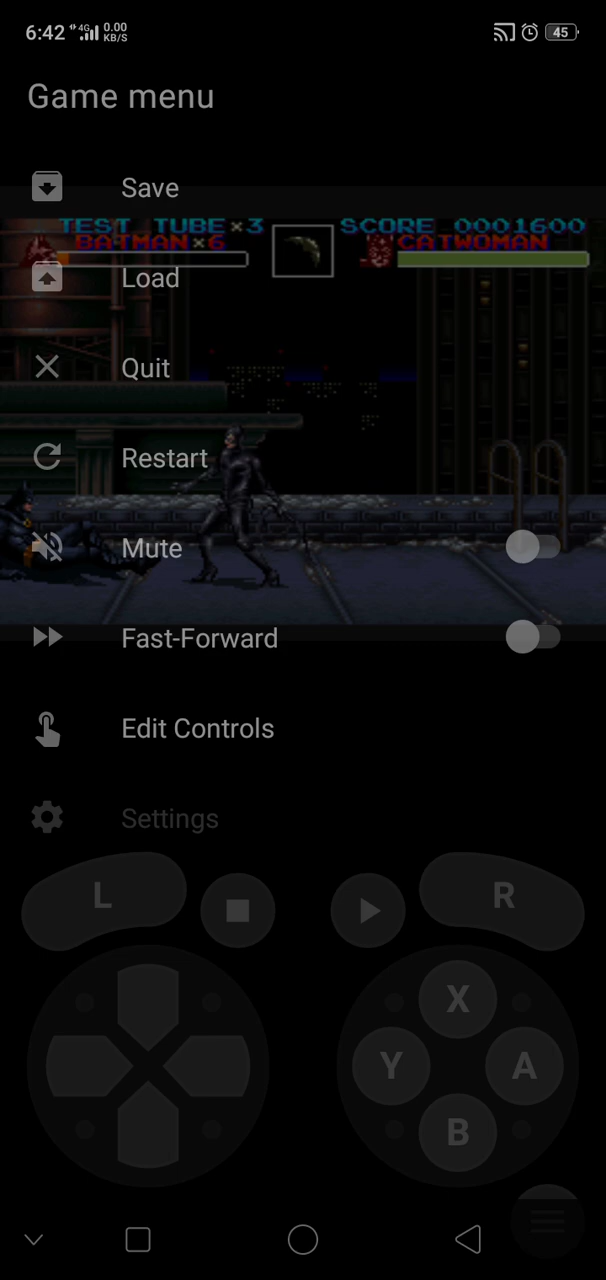 6:42 4G 0.00 KB/S 45
Game menu
Save
TEST TUBE×3 SCORE 0001600
BATMAN×6 CATWOMAN
Load
Quit
Restart
Mute
Fast-Forward
Edit Controls
Settings
L R
X
Y A
B